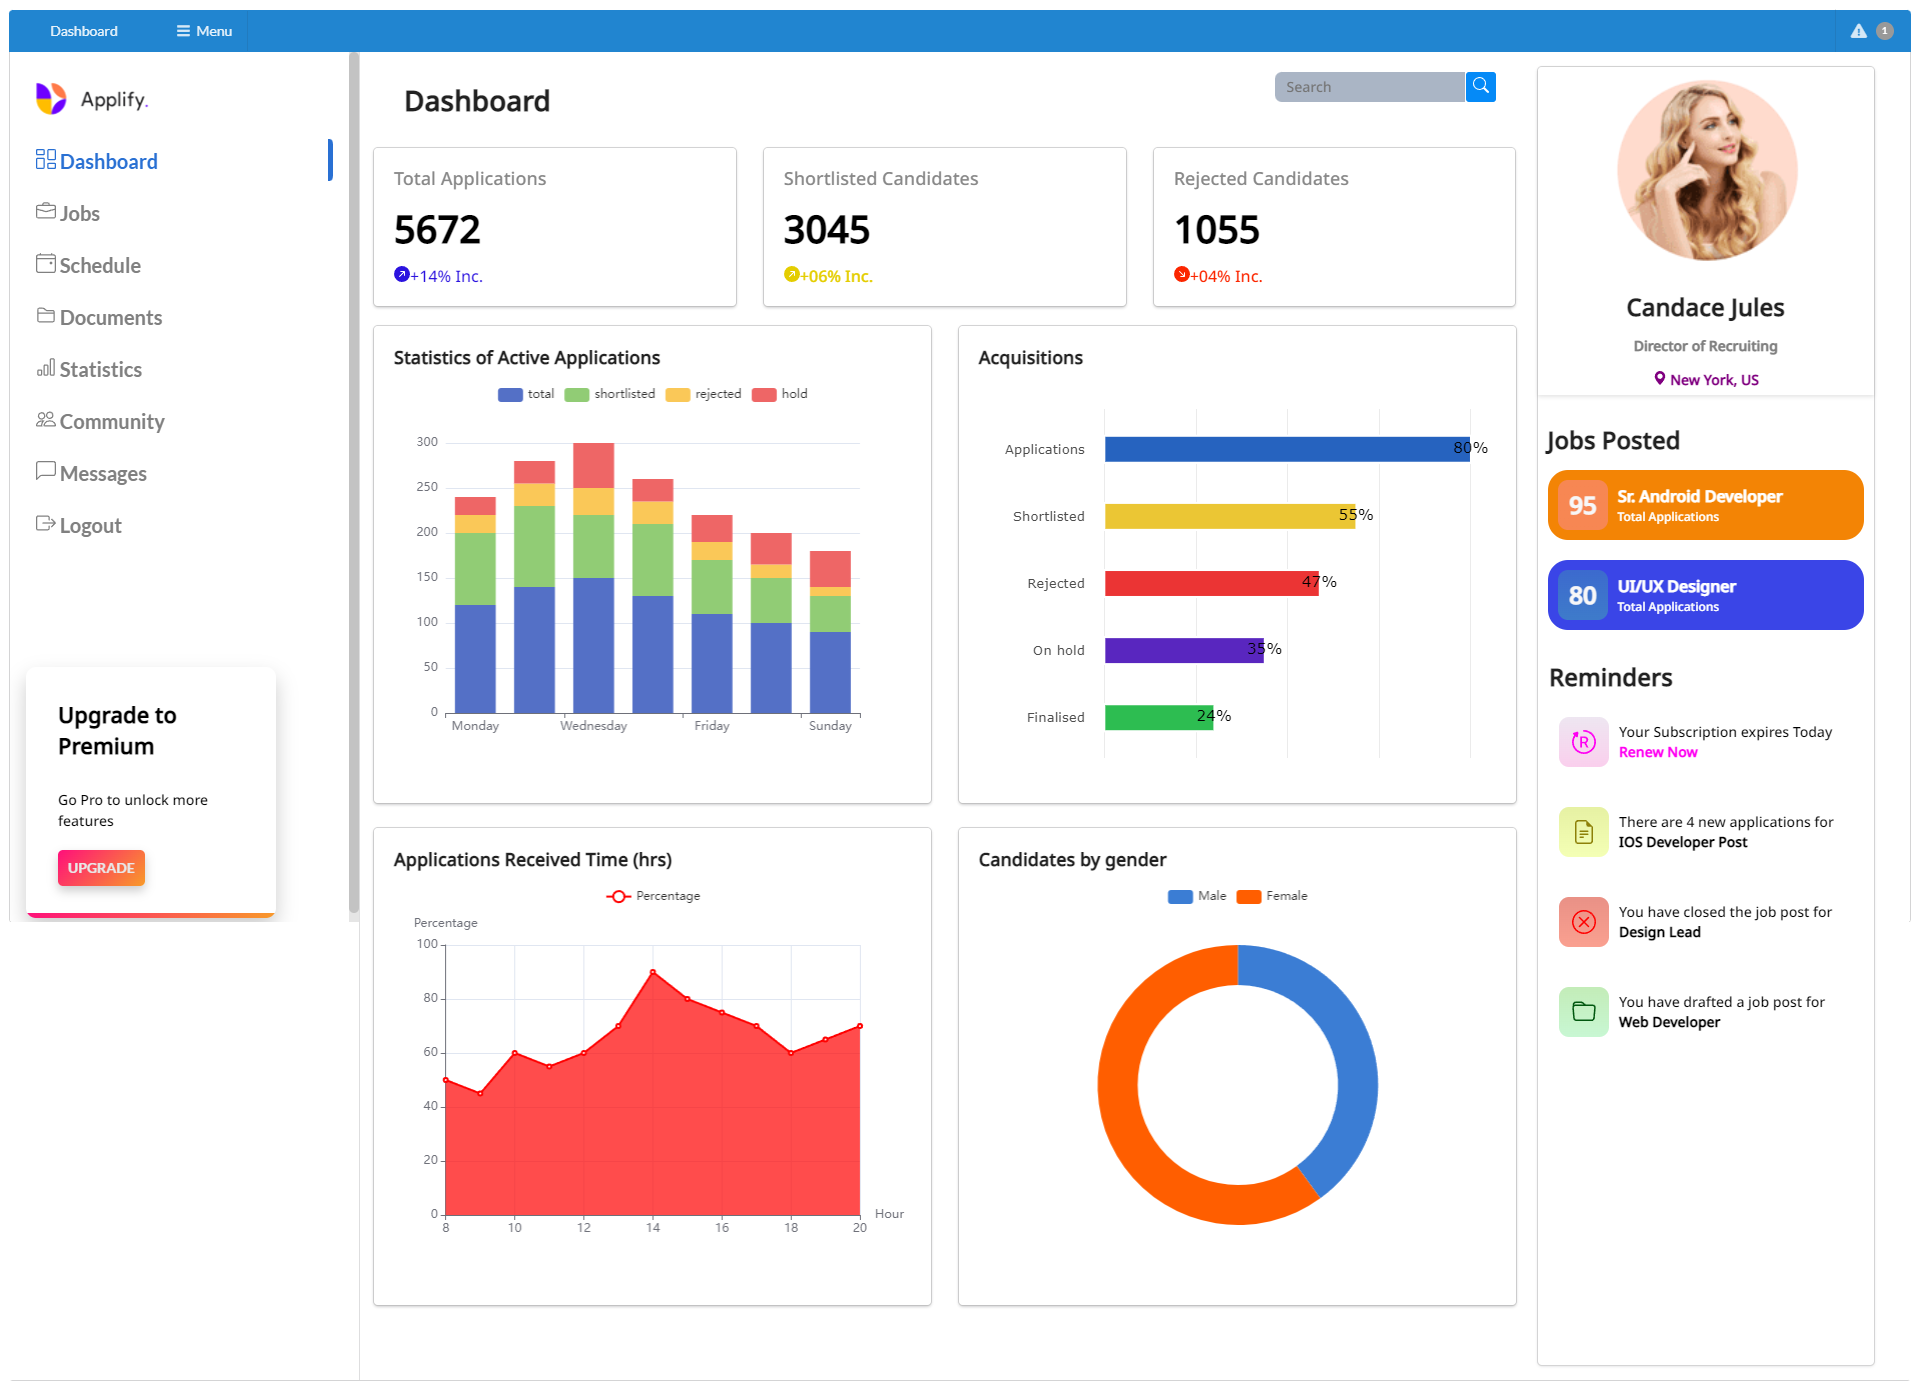 Dashboard
Menu
1
Applify.
Dashboard
Jobs
Schedule
Documents
Statistics
Community
Messages
Logout
Upgrade to
Premium
Go Pro to unlock more
features
UPGRADE
Dashboard
Search
Total Applications
5672
+14% Inc.
Shortlisted Candidates
3045
+06% Inc.
Rejected Candidates
1055
+04% Inc.
Statistics of Active Applications
total shortlisted rejected hold
300
250
200
150
100
50
0
Monday Wednesday Friday Sunday
Acquisitions
Applications 80%
Shortlisted 55%
Rejected 47%
On hold 35%
Finalised 24%
Applications Received Time (hrs)
Percentage
Percentage
100
80
60
40
20
0
Hour
8 10 12 14 16 18 20
Candidates by gender
Male Female
Candace Jules
Director of Recruiting
New York, US
Jobs Posted
95
Sr. Android Developer
Total Applications
80
UI/UX Designer
Total Applications
Reminders
R
Your Subscription expires Today
Renew Now
There are 4 new applications for
IOS Developer Post
You have closed the job post for
Design Lead
You have drafted a job post for
Web Developer